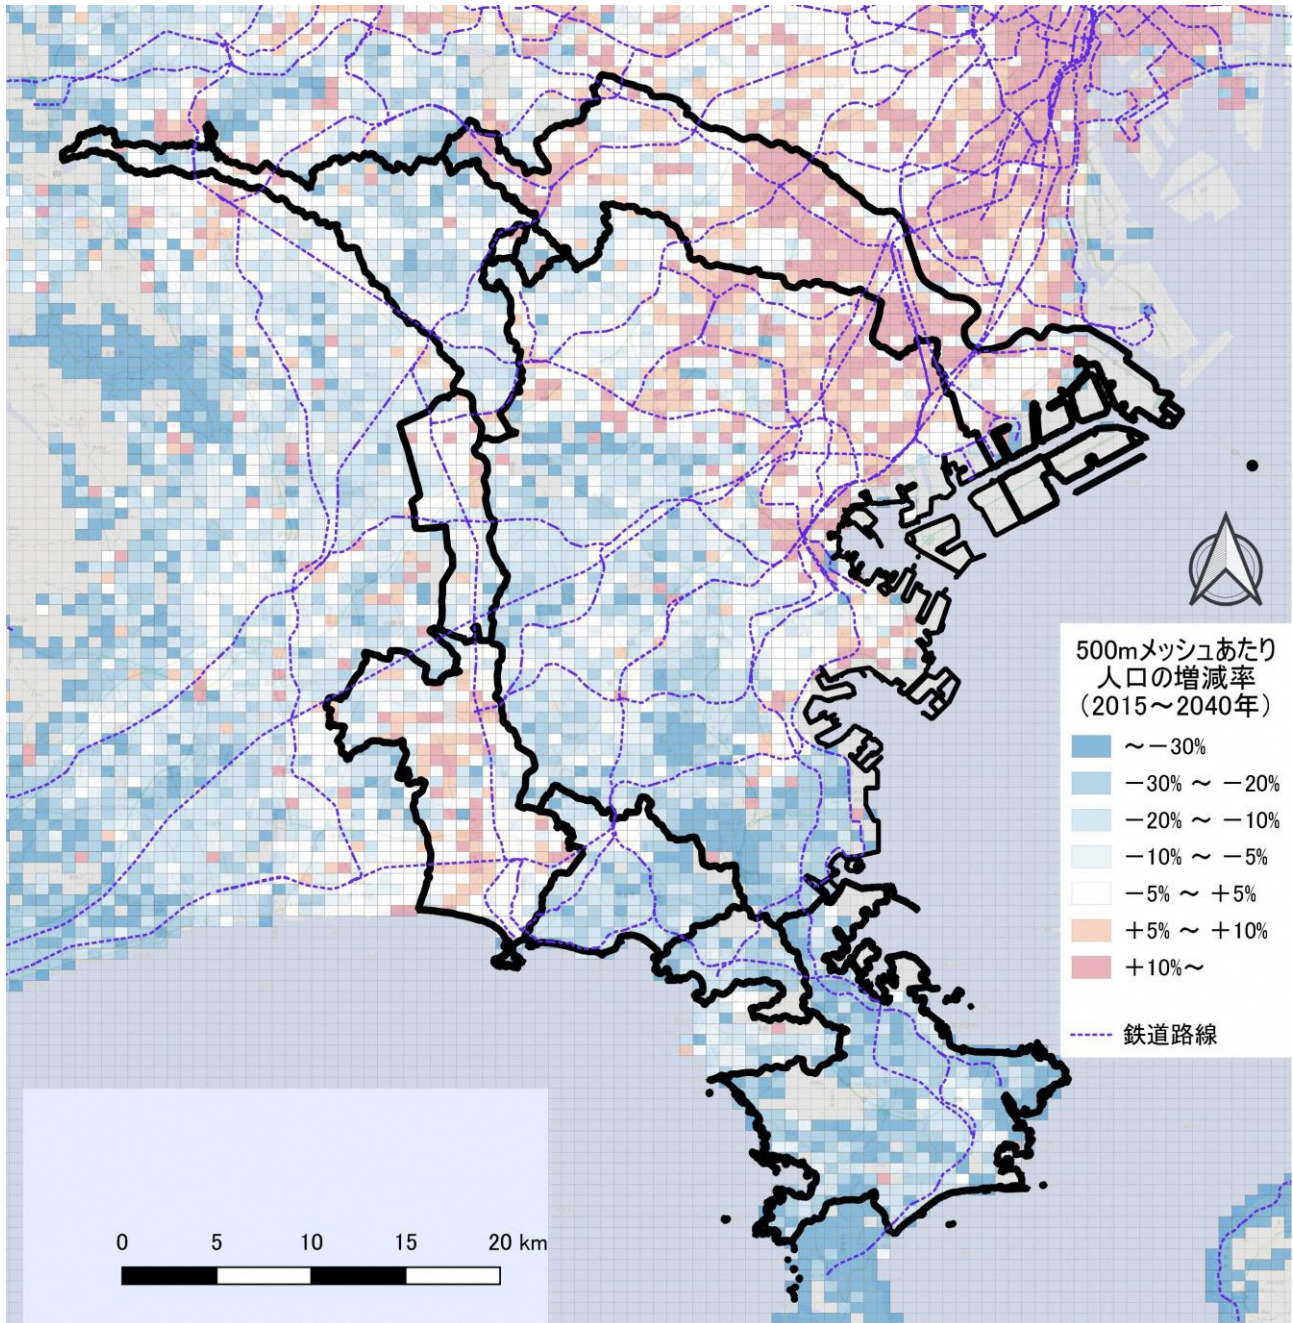 500mメッシュあたり
人口の増減率
（2015～2040年）
～－30%
－30% ～ －20%
－20% ～ －10%
－10% ～ －5%
－5% ～ ＋5%
＋5% ～ ＋10%
＋10%～
鉄道路線
0 5 10 15 20 km